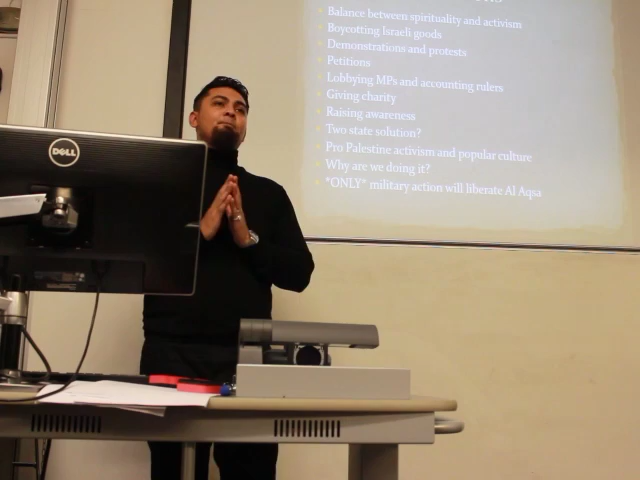 Balance between spirituality and activism
Boycotting Israeli goods
Demonstrations and protests
Petitions
Lobbying MPs and accounting rulers
Giving charity
Raising awareness
Two state solution?
Pro Palestine activism and popular culture
Why are we doing it?
*ONLY* military action will liberate Al Aqsa
DELL